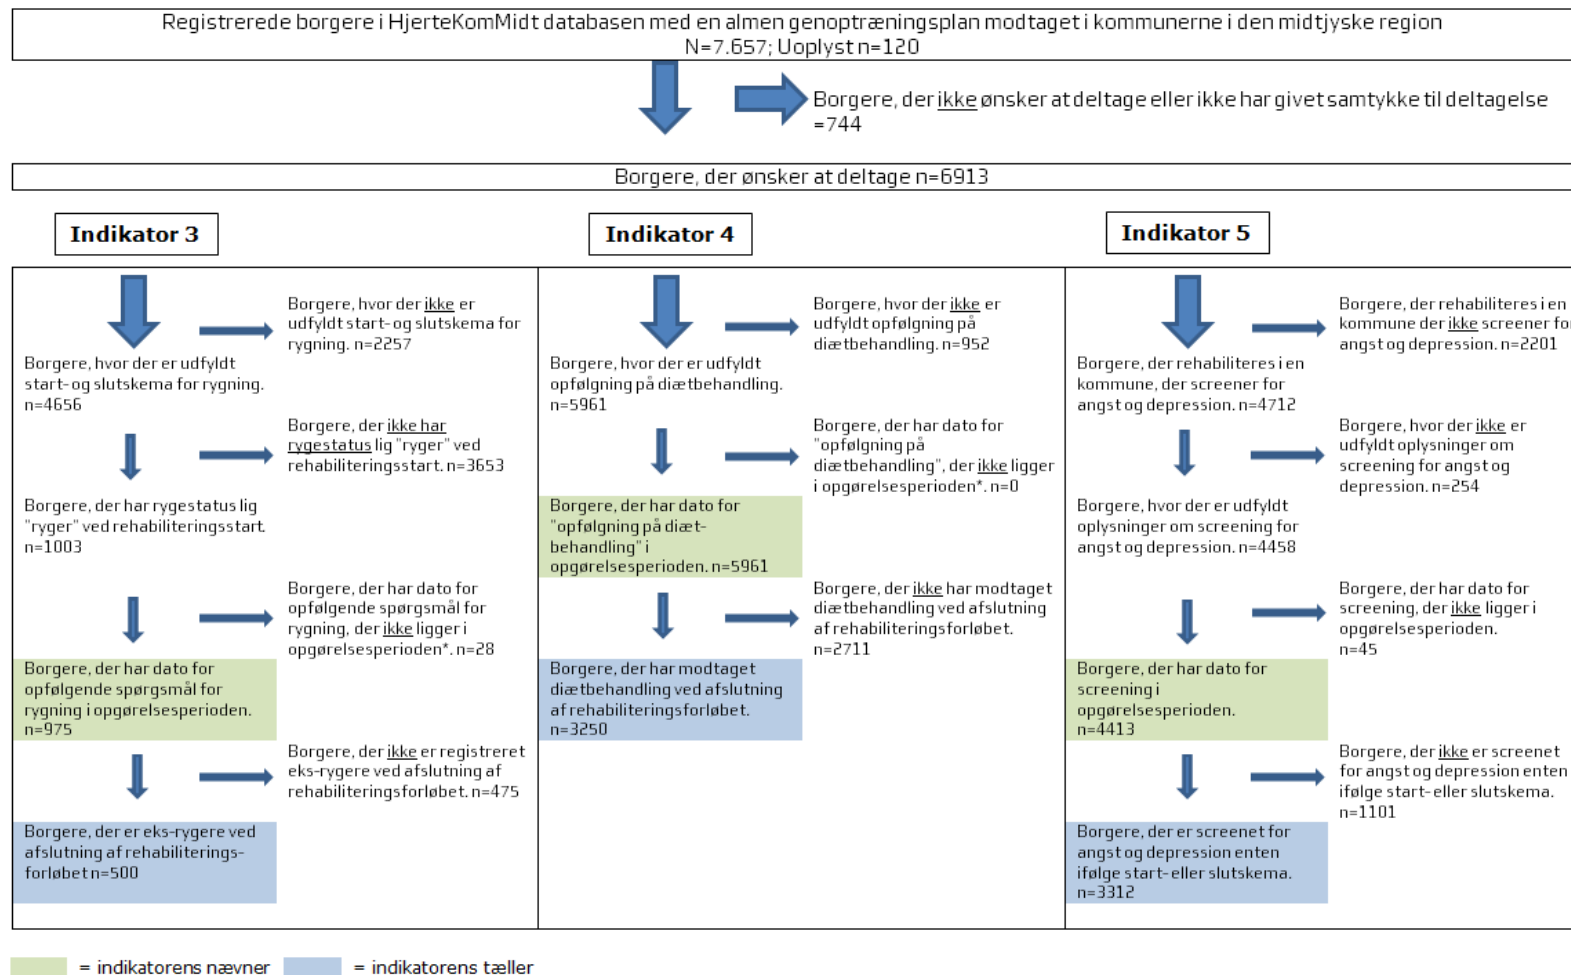 Registrerede borgere i HjerteKomMidt databasen med en almen genoptræningsplan modtaget i kommunerne i den midtjyske region
N=7.657; Uoplyst n=120
Borgere, der ikke ønsker at deltage eller ikke har givet samtykke til deltagelse
=744
Borgere, der ønsker at deltage n=6913
Indikator 3
Borgere, hvor der ikke er
udfyldt start- og slutskema for
rygning. n=2257
Borgere, hvor der er udfyldt
start- og slutskema for rygning.
n=4656
Borgere, der ikke har
rygestatus lig "ryger" ved
rehabiliteringsstart. n=3653
Borgere, der har rygestatus lig
"ryger" ved rehabiliteringsstart.
n=1003
Borgere, der har dato for
opfølgende spørgsmål for
rygning, der ikke ligger i
opgørelsesperioden*. n=28
Borgere, der har dato for
opfølgende spørgsmål for
rygning i opgørelsesperioden.
n=975
Borgere, der ikke er registreret
eks-rygere ved afslutning af
rehabiliteringsforløbet. n=475
Borgere, der er eks-rygere ved
afslutning af rehabiliterings-
forløbet n=500
Indikator 4
Borgere, hvor der ikke er
udfyldt opfølgning på
diætbehandling. n=952
Borgere, hvor der er udfyldt
opfølgning på diætbehandling.
n=5961
Borgere, der har dato for
"opfølgning på
diætbehandling", der ikke ligger
i opgørelsesperioden*. n=0
Borgere, der har dato for
"opfølgning på diæt-
behandling" i
opgørelsesperioden. n=5961
Borgere, der ikke har modtaget
diætbehandling ved afslutning
af rehabiliteringsforløbet.
n=2711
Borgere, der har modtaget
diætbehandling ved afslutning
af rehabiliteringsforløbet.
n=3250
Indikator 5
Borgere, der rehabiliteres i en
kommune der ikke screener for
angst og depression. n=2201
Borgere, der rehabiliteres i en
kommune, der screener for
angst og depression. n=4712
Borgere, hvor der ikke er
udfyldt oplysninger om
screening for angst og
depression. n=254
Borgere, hvor der er udfyldt
oplysninger om screening for
angst og depression. n=4458
Borgere, der har dato for
screening, der ikke ligger i
opgørelsesperioden.
n=45
Borgere, der har dato for
screening i
opgørelsesperioden.
n=4413
Borgere, der ikke er screenet
for angst og depression enten
ifølge start- eller slutskema.
n=1101
Borgere, der er screenet for
angst og depression enten
ifølge start- eller slutskema.
n=3312
= indikatorens nævner
= indikatorens tæller